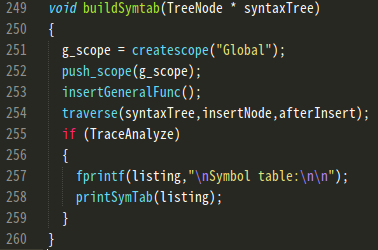 249 void buildSymtab(TreeNode * syntaxTree)
250 {
251 g_scope = createscope("Global");
252 push_scope(g_scope);
253 insertGeneralFunc();
254 traverse(syntaxTree,insertNode,afterInsert);
255 if (TraceAnalyze)
256 {
257 fprintf(listing,"\nSymbol table:\n\n");
258 printSymTab(listing);
259 }
260 }